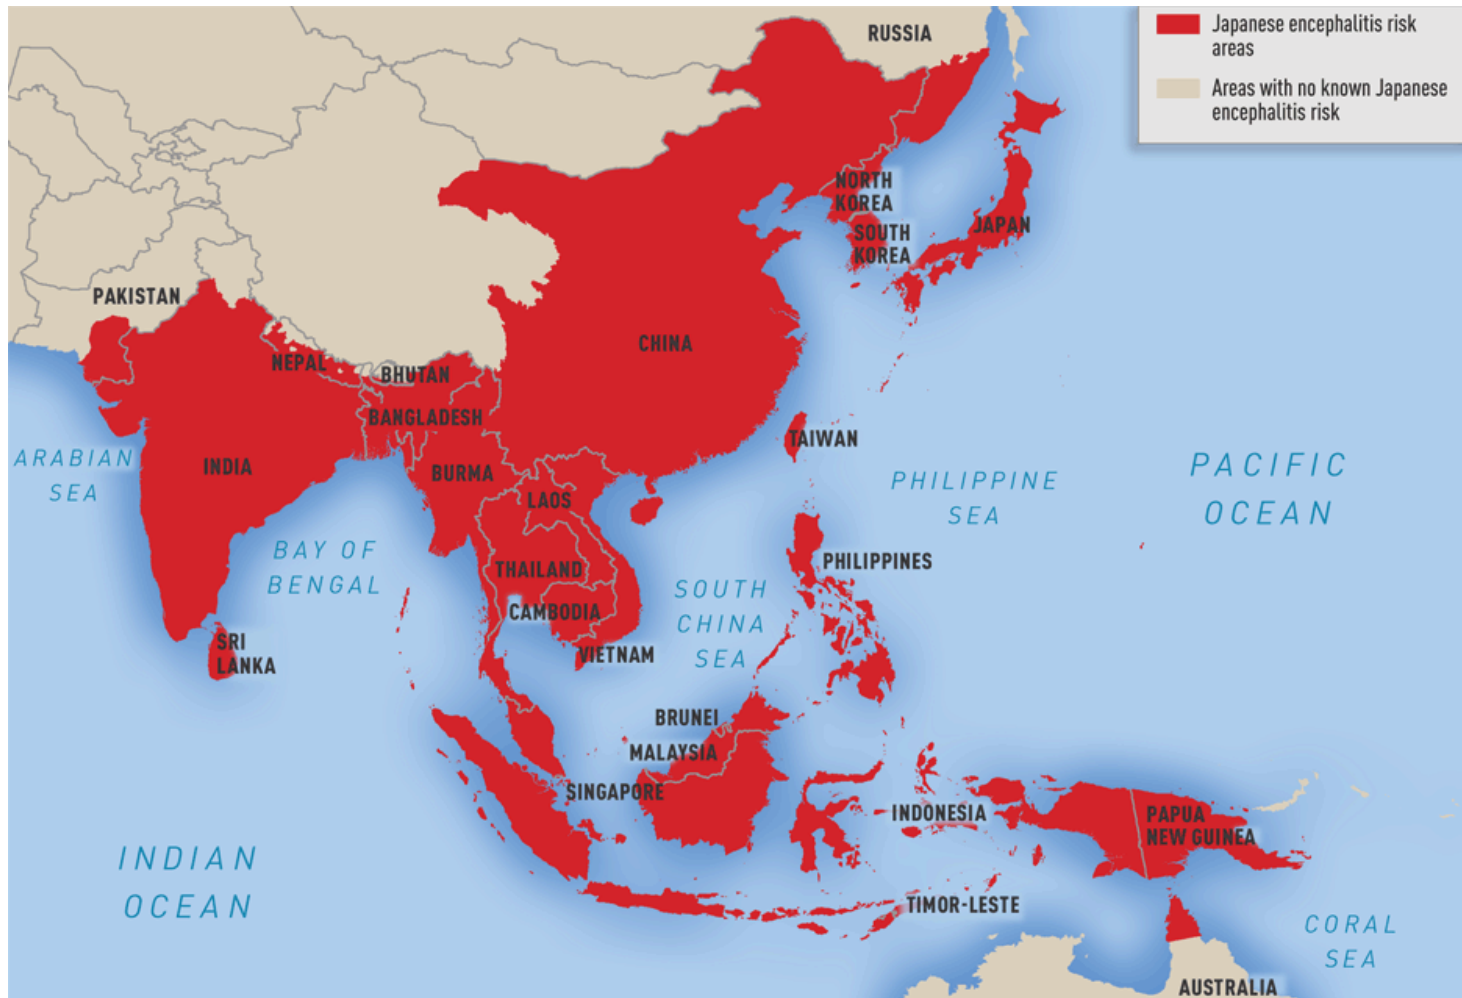 Japanese encephalitis risk
areas
Areas with no known Japanese
encephalitis risk
RUSSIA
NORTH
KOREA
SOUTH
KOREA
JAPAN
PAKISTAN
CHINA
NEPAL
BHUTAN
BANGLADESH
TAIWAN
ARABIAN
SEA
INDIA
BURMA
LAOS
PHILIPPINE
SEA
PACIFIC
OCEAN
BAY OF
BENGAL
THAILAND
PHILIPPINES
CAMBODIA
SOUTH
CHINA
SEA
SRI
LANKA
VIETNAM
BRUNEI
MALAYSIA
SINGAPORE
INDONESIA
PAPUA
NEW GUINEA
INDIAN
OCEAN
TIMOR-LESTE
CORAL
SEA
AUSTRALIA